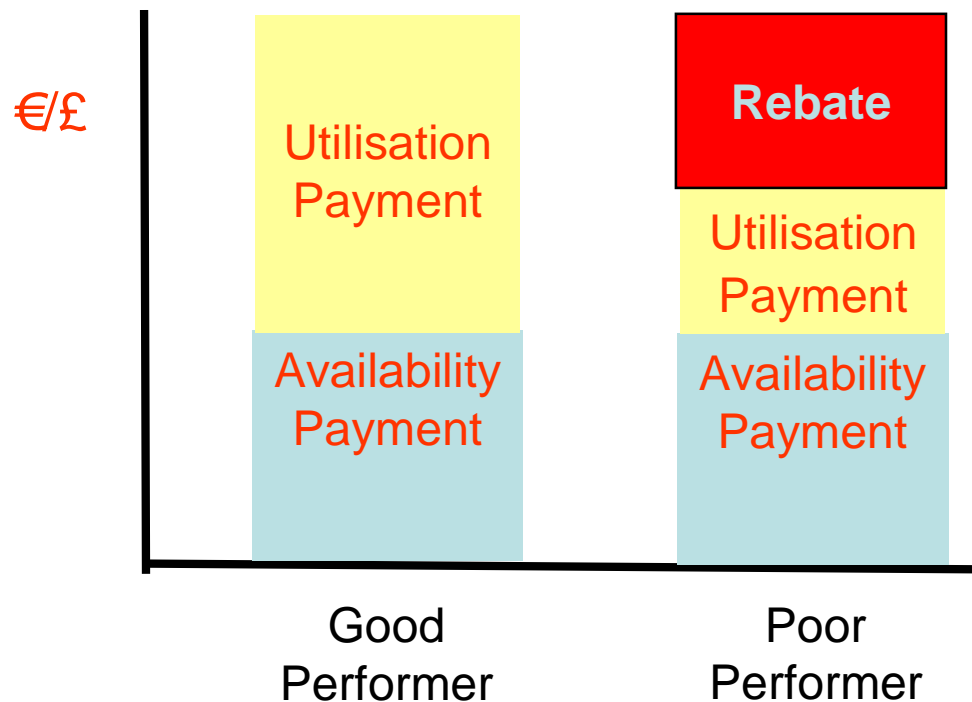 €/£
Utilisation
Payment
Availability
Payment
Rebate
Utilisation
Payment
Availability
Payment
Good
Performer
Poor
Performer